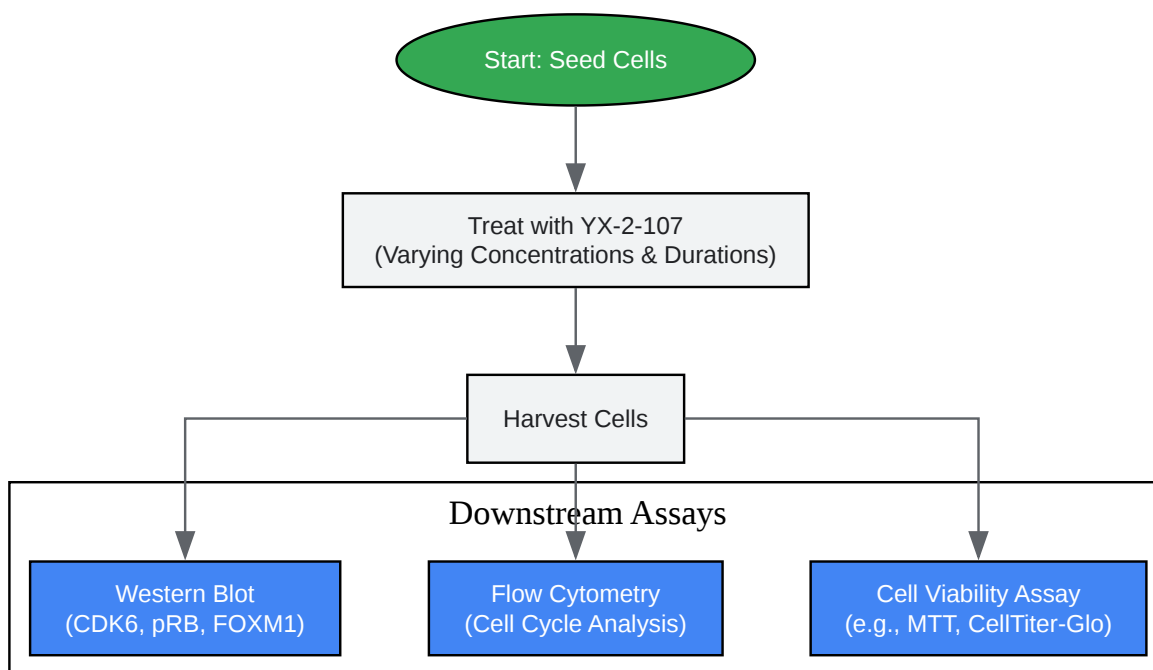 Start: Seed Cells
Treat with YX-2-107
(Varying Concentrations & Durations)
Harvest Cells
Downstream Assays
Western Blot
(CDK6, pRB, FOXM1)
Flow Cytometry
(Cell Cycle Analysis)
Cell Viability Assay
(e.g., MTT, CellTiter-Glo)